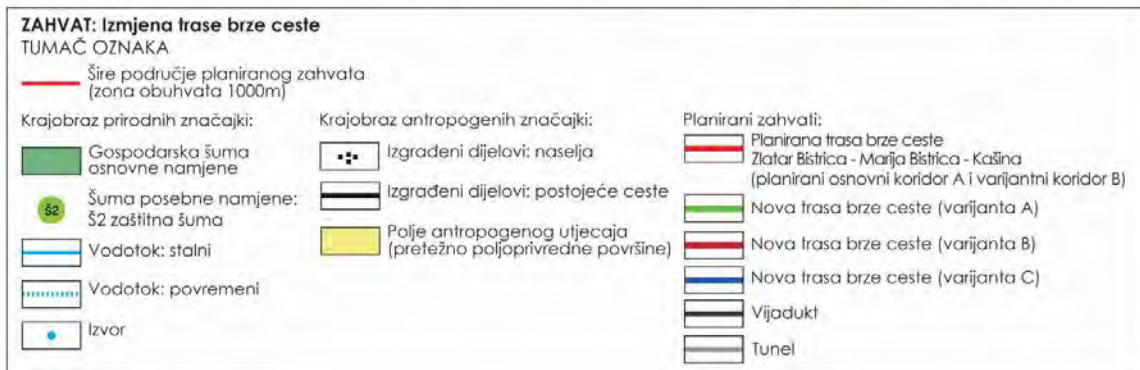 ZAHVAT: Izmjena trase brze ceste
TUMAČ OZNAKA
Šire područje planiranog zahvata
(zona obuhvata 1000m)
Krajobraz prirodnih značajki:
Gospodarska šuma
osnovne namjene
Š2
Šuma posebne namjene:
Š2 zaštitna šuma
Vodotok: stalni
Vodotok: povremeni
Izvor
Krajobraz antropogenih značajki:
Izgrađeni dijelovi: naselja
Izgrađeni dijelovi: postojeće ceste
Polje antropogenog utjecaja
(pretežno poljoprivredne površine)
Planirani zahvati:
Planirana trasa brze ceste
Zlatar Bistrica - Marija Bistrica - Kašina
(planirani osnovni koridor A i varijantni koridor B)
Nova trasa brze ceste (varijanta A)
Nova trasa brze ceste (varijanta B)
Nova trasa brze ceste (varijanta C)
Vijadukt
Tunel